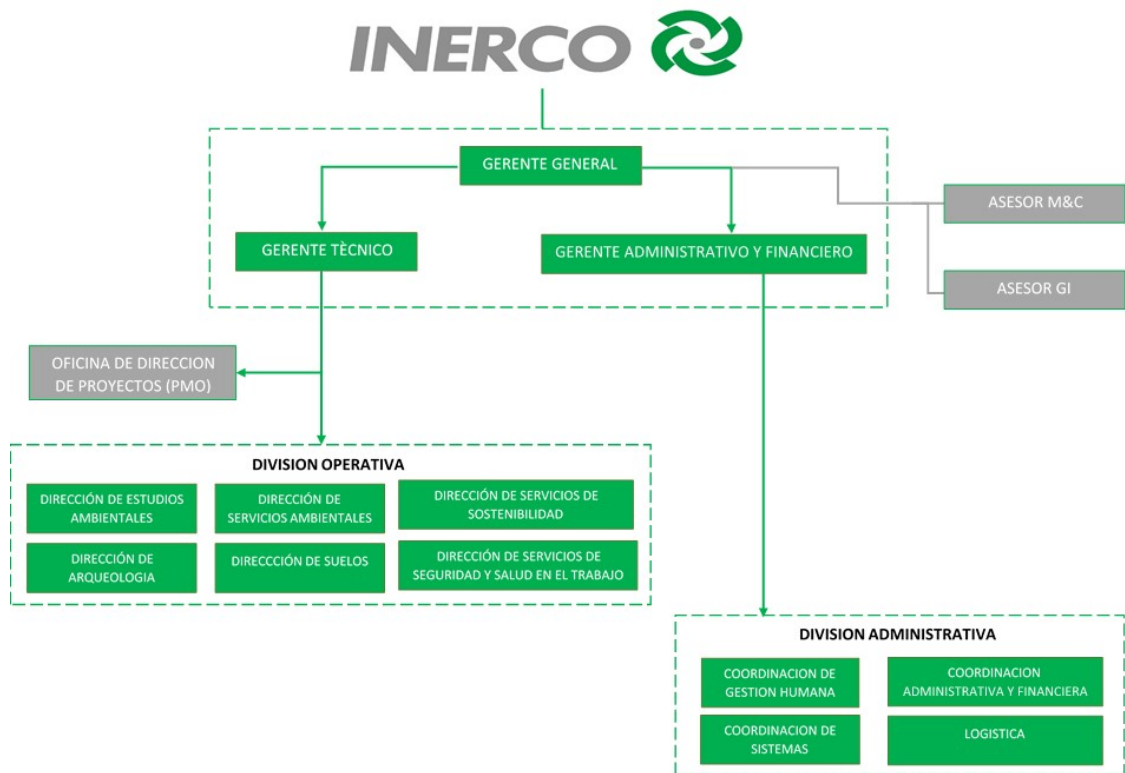 INERCO
GERENTE GENERAL
ASESOR M&C
GERENTE TÈCNICO
GERENTE ADMINISTRATIVO Y FINANCIERO
ASESOR GI
OFICINA DE DIRECCION
DE PROYECTOS (PMO)
DIVISION OPERATIVA
DIRECCIÓN DE ESTUDIOS
AMBIENTALES
DIRECCIÓN DE
SERVICIOS AMBIENTALES
DIRECCIÓN DE SERVICIOS DE
SOSTENIBILIDAD
DIRECCIÓN DE
ARQUEOLOGIA
DIRECCCIÓN DE SUELOS
DIRECCIÓN DE SERVICIOS DE
SEGURIDAD Y SALUD EN EL TRABAJO
DIVISION ADMINISTRATIVA
COORDINACION DE
GESTION HUMANA
COORDINACION
ADMINISTRATIVA Y FINANCIERA
COORDINACION DE
SISTEMAS
LOGISTICA